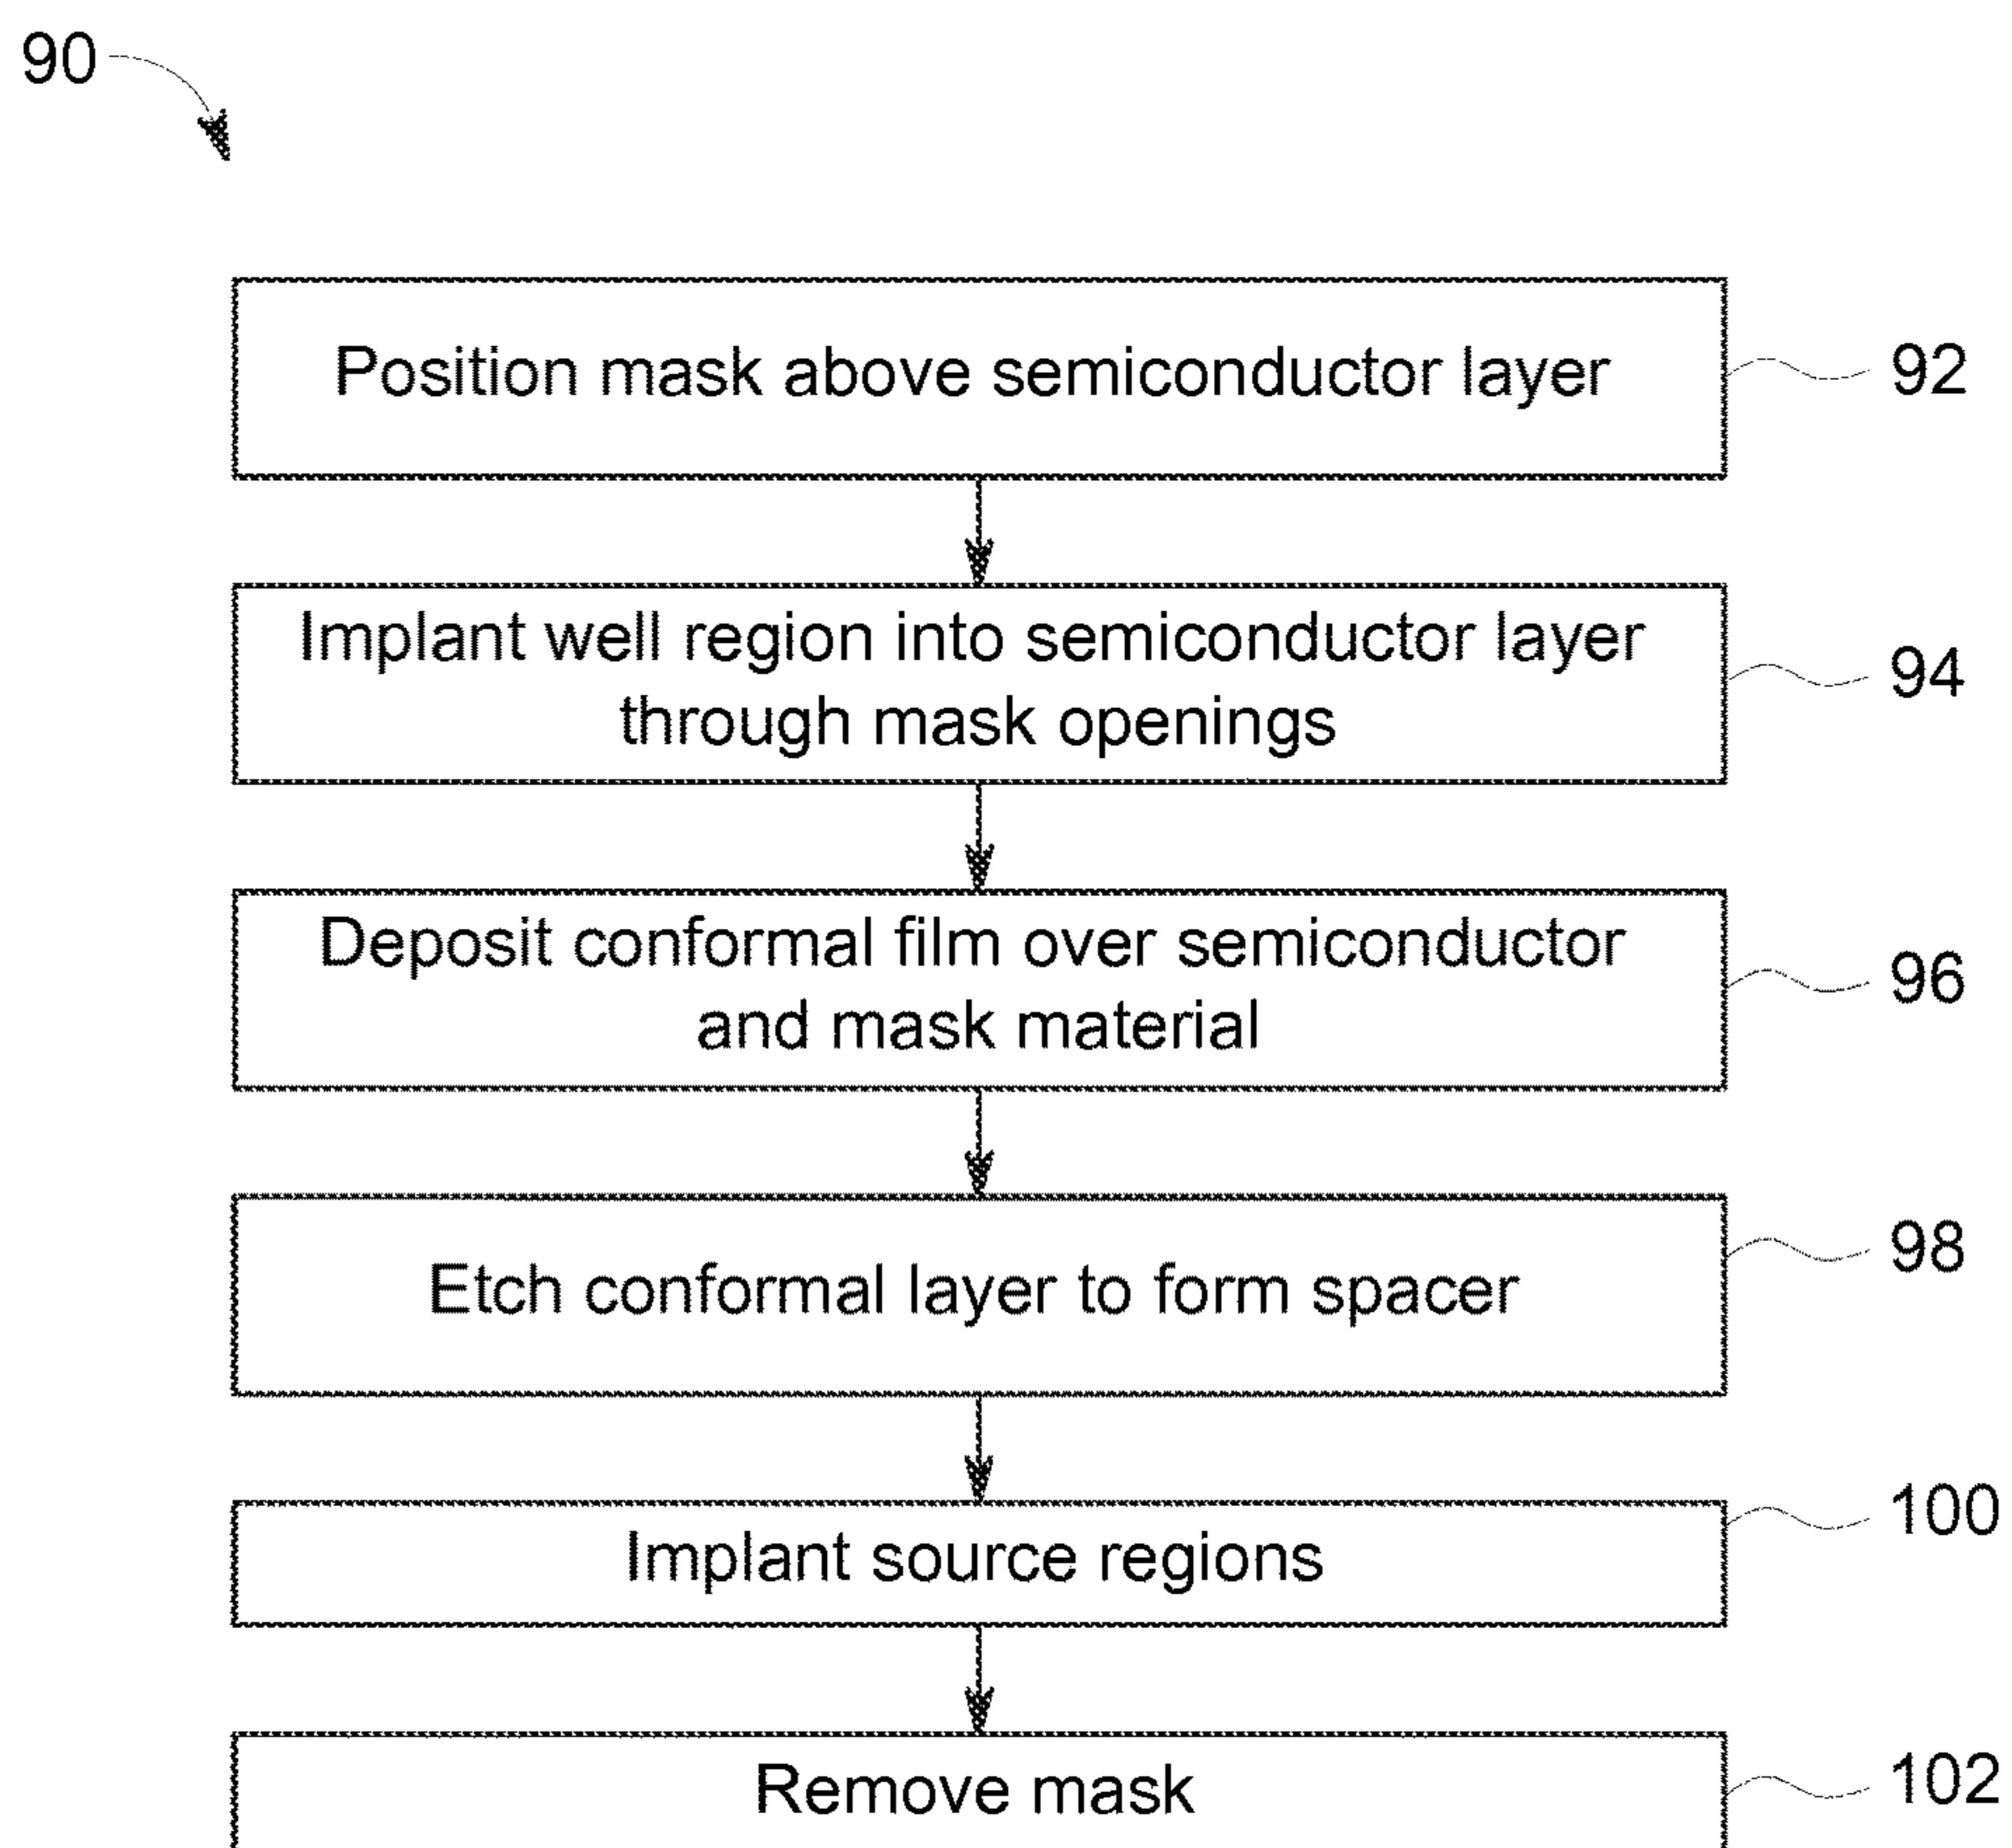 90
Position mask above semiconductor layer
92
Implant well region into semiconductor layer
through mask openings
94
Deposit conformal film over semiconductor
and mask material
96
Etch conformal layer to form spacer
98
Implant source regions
100
Remove mask
102